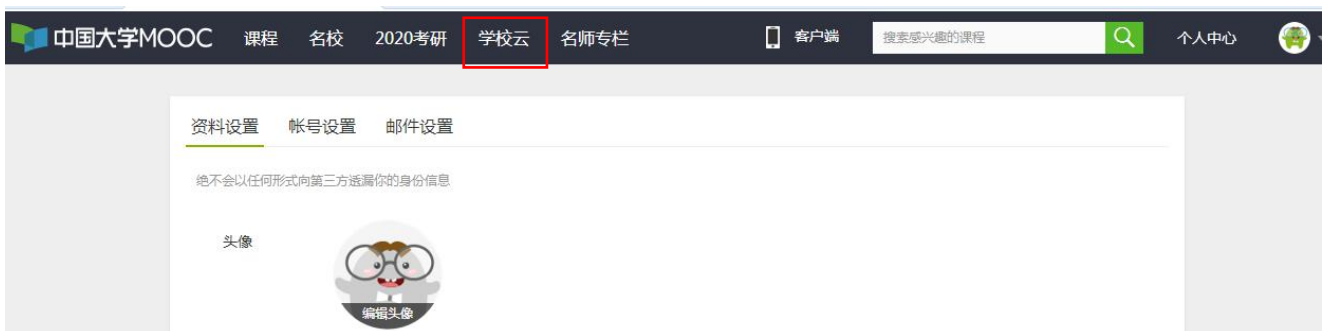 中国大学MOOC 课程 名校 2020考研 学校云 名师专栏 客户端 搜索感兴趣的课程 个人中心
资料设置 帐号设置 邮件设置
绝不会以任何形式向第三方透漏你的身份信息
头像
编辑头像